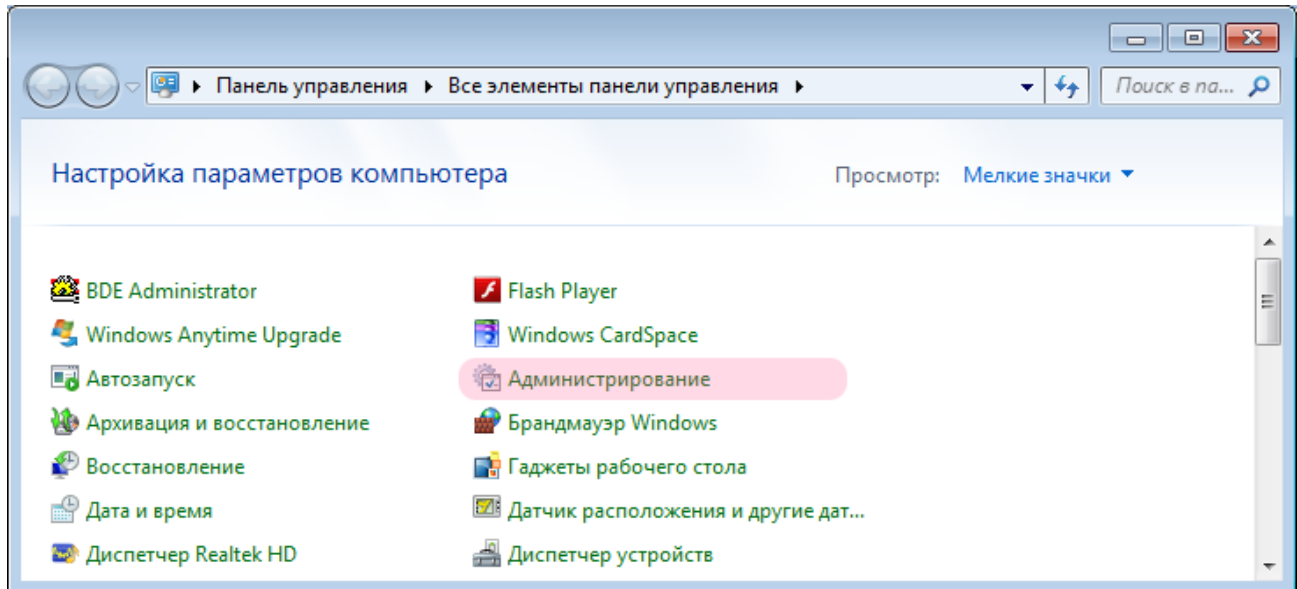 Панель управления Все элементы панели управления Поиск в па...
Настройка параметров компьютера Просмотр: Мелкие значки
BDE Administrator Flash Player
Windows Anytime Upgrade Windows CardSpace
Автозапуск Администрирование
Архивация и восстановление Брандмауэр Windows
Восстановление Гаджеты рабочего стола
Дата и время Датчик расположения и другие дат...
Диспетчер Realtek HD Диспетчер устройств